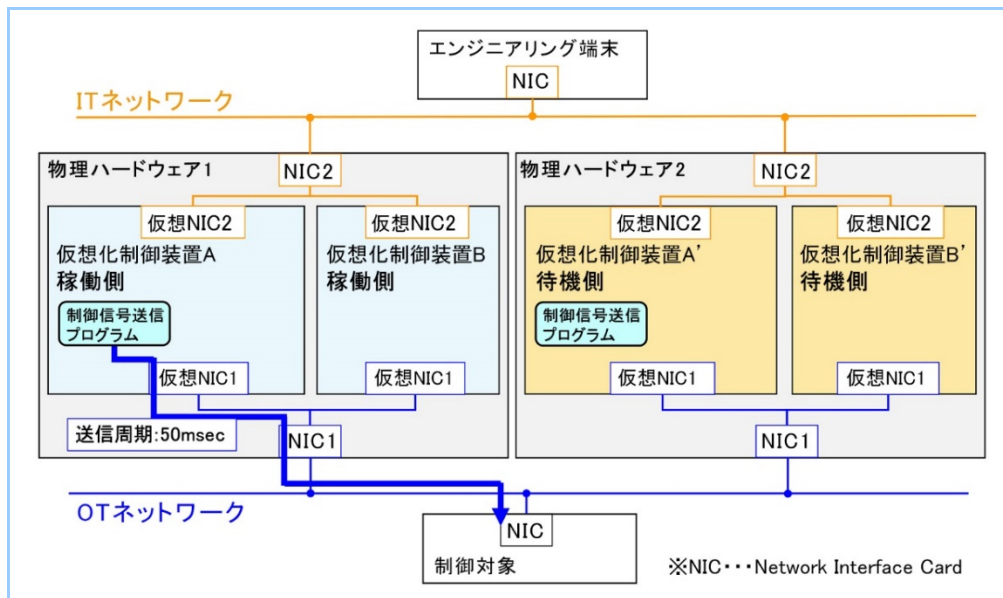 エンジニアリング端末
NIC
ITネットワーク
物理ハードウェア1
NIC2
仮想NIC2
仮想NIC2
仮想化制御装置A
稼働側
制御信号送信
プログラム
仮想化制御装置B
稼働側
仮想NIC1
仮想NIC1
送信周期:50msec
NIC1
物理ハードウェア2
NIC2
仮想NIC2
仮想NIC2
仮想化制御装置A'
待機側
制御信号送信
プログラム
仮想化制御装置B'
待機側
仮想NIC1
仮想NIC1
NIC1
OTネットワーク
NIC
制御対象
※NIC・・・Network Interface Card